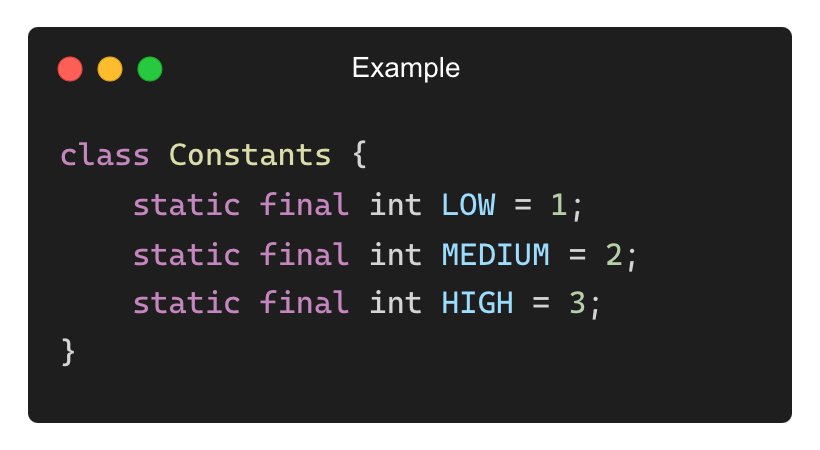 Example
class Constants {
    static final int LOW = 1;
    static final int MEDIUM = 2;
    static final int HIGH = 3;
}